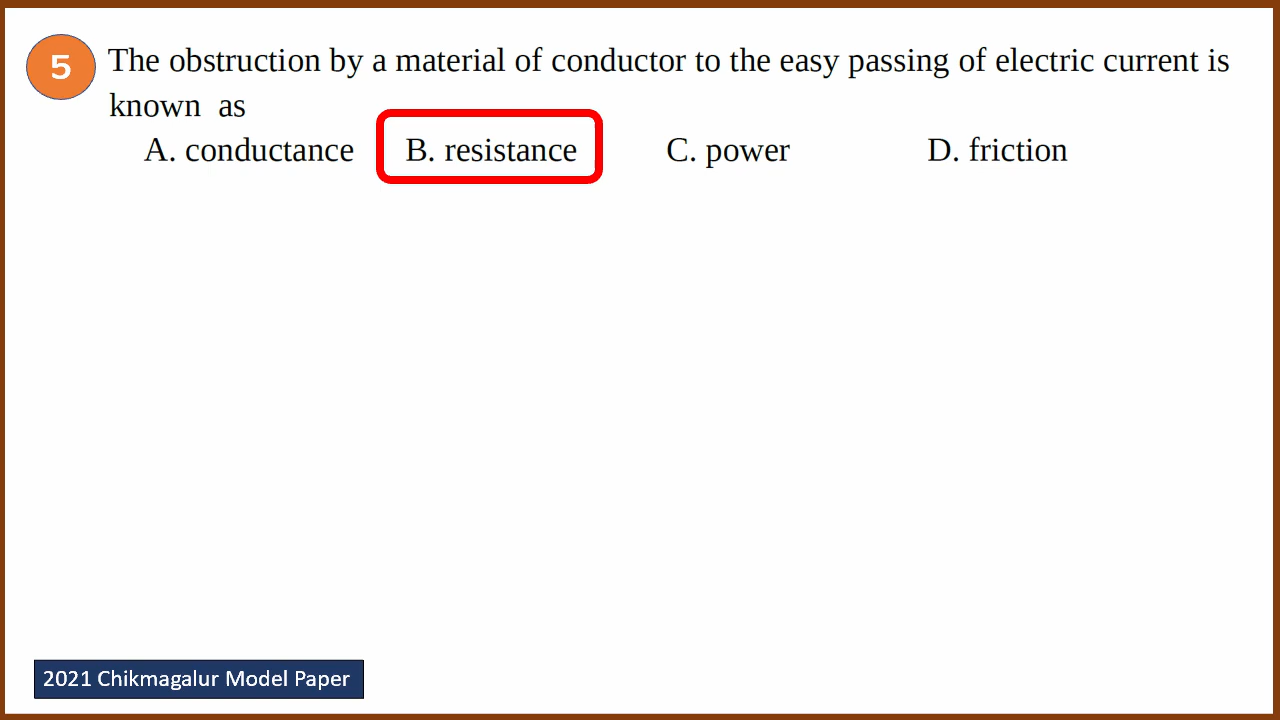 5
The obstruction by a material of conductor to the easy passing of electric current is
known  as
A. conductance B. resistance C. power D. friction
2021 Chikmagalur Model Paper